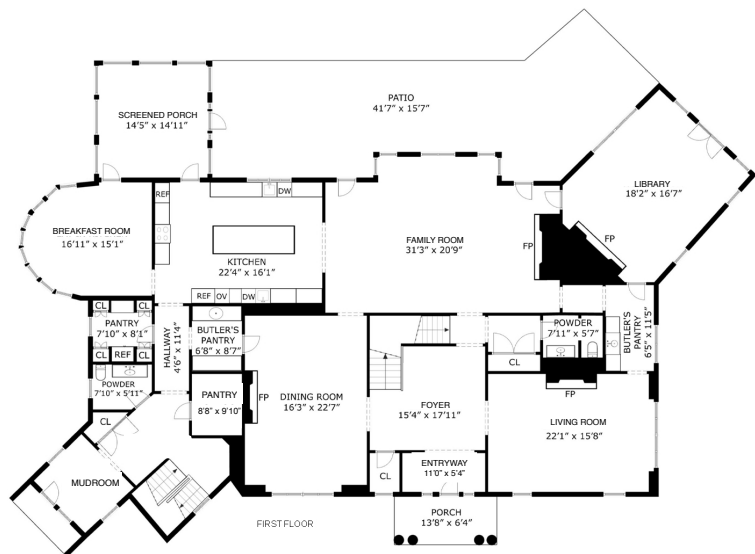 SCREENED PORCH
14'5" x 14'11"
PATIO
41'7" x 15'7"
LIBRARY
18'2" x 16'7"
REF
DW
BREAKFAST ROOM
16'11" x 15'1"
FAMILY ROOM
31'3" x 20'9"
FP
FP
KITCHEN
22'4" x 16'1"
REF
OV
DW
CL
CL
PANTRY
7'10" x 8'1"
CL
REF
CL
HALLWAY
4'6" x 11'4"
BUTLER'S
PANTRY
6'8" x 8'7"
POWDER
7'11" x 5'7"
BUTLER'S
PANTRY
6'5" x 11'5"
CL
POWDER
7'10" x 5'11"
PANTRY
8'8" x 9'10"
FP
DINING ROOM
16'3" x 22'7"
FOYER
15'4" x 17'11"
FP
LIVING ROOM
22'1" x 15'8"
CL
MUDROOM
CL
ENTRYWAY
11'0" x 5'4"
PORCH
13'8" x 6'4"
FIRST FLOOR